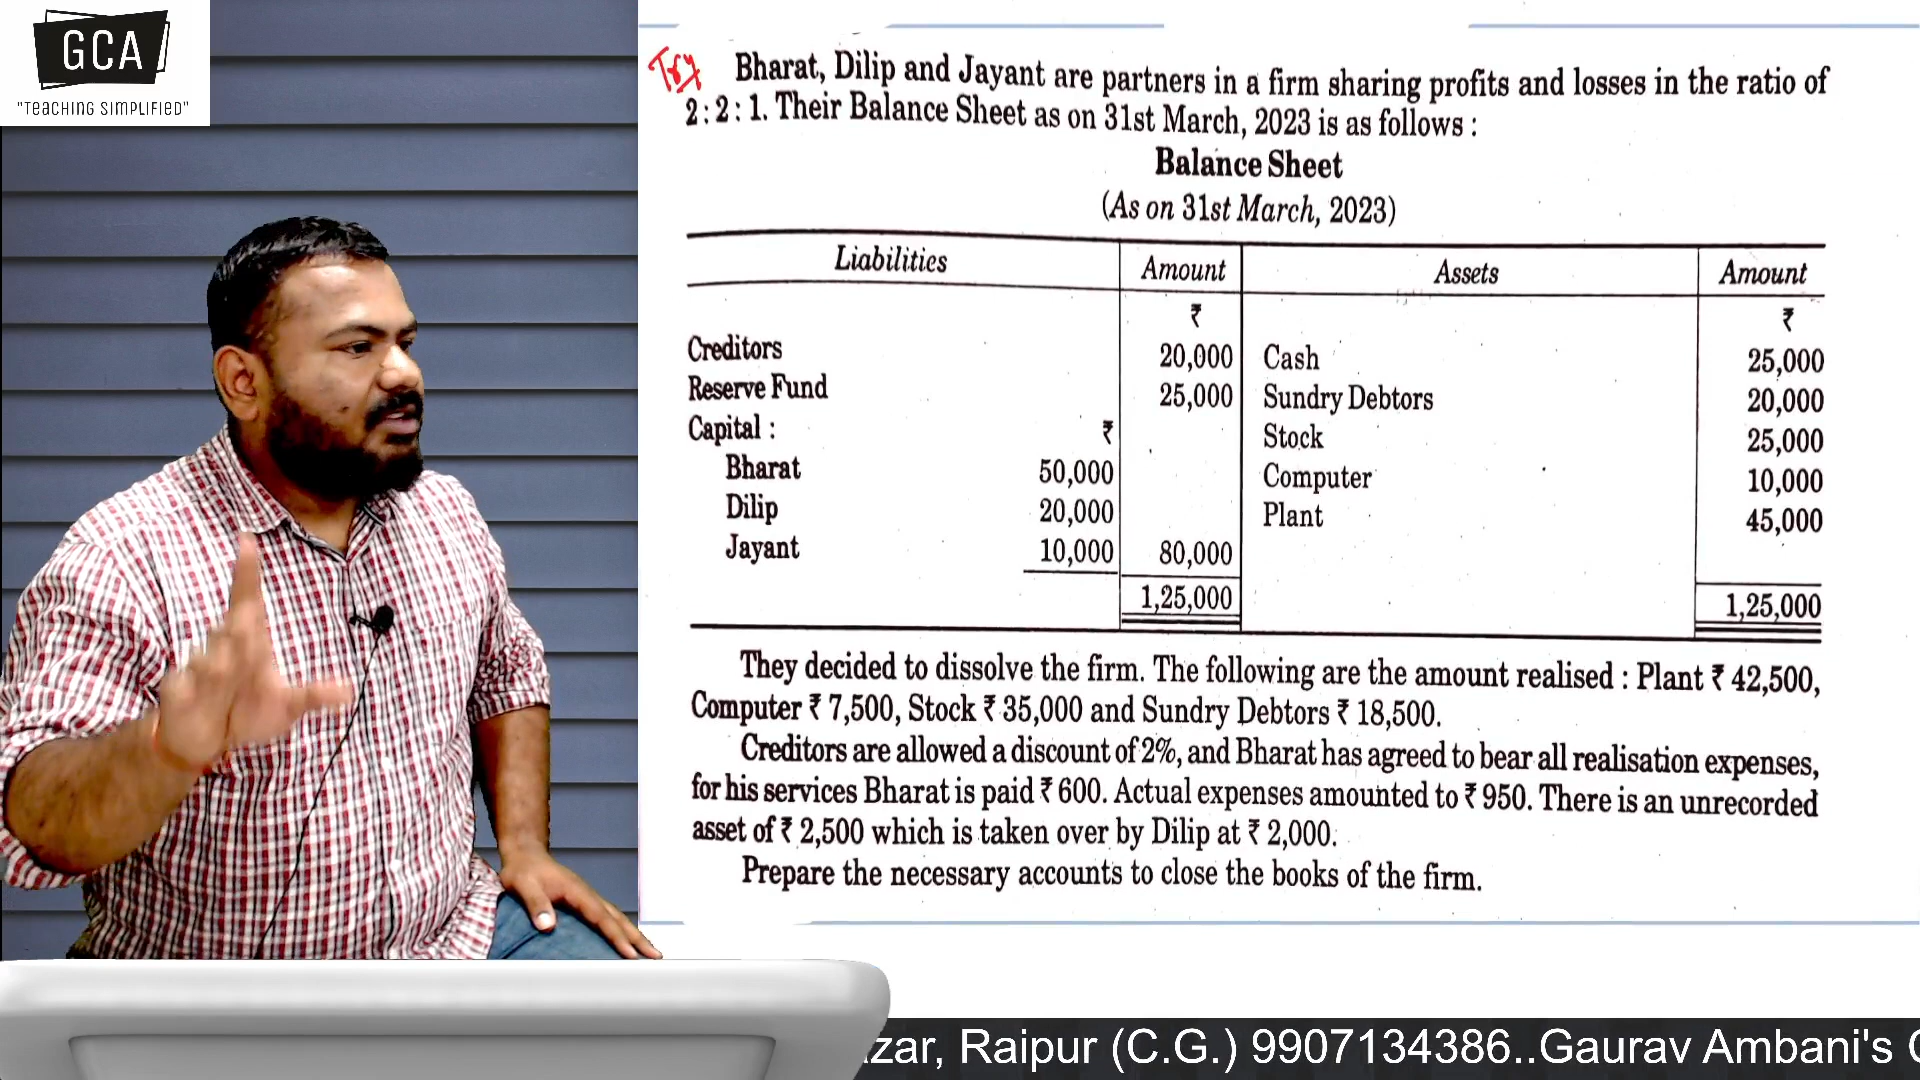 GCA
"TEACHING SIMPLIFIED"
Try
Bharat, Dilip and Jayant are partners in a firm sharing profits and losses in the ratio of
2 : 2 : 1. Their Balance Sheet as on 31st March, 2023 is as follows :
Balance Sheet
(As on 31st March, 2023)
Liabilities Amount Assets Amount
₹ ₹
Creditors 20,000 Cash 25,000
Reserve Fund 25,000 Sundry Debtors 20,000
Capital : ₹ Stock 25,000
Bharat 50,000 Computer 10,000
Dilip 20,000 Plant 45,000
Jayant 10,000 80,000
1,25,000 1,25,000
They decided to dissolve the firm. The following are the amount realised : Plant ₹ 42,500,
Computer ₹ 7,500, Stock ₹ 35,000 and Sundry Debtors ₹ 18,500.
Creditors are allowed a discount of 2%, and Bharat has agreed to bear all realisation expenses,
for his services Bharat is paid ₹ 600. Actual expenses amounted to ₹ 950. There is an unrecorded
asset of ₹ 2,500 which is taken over by Dilip at ₹ 2,000.
Prepare the necessary accounts to close the books of the firm.
zar, Raipur (C.G.) 9907134386..Gaurav Ambani's